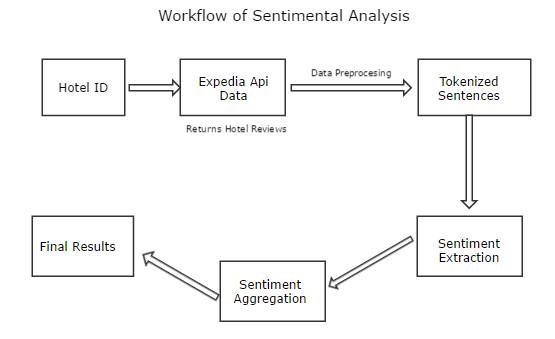 Workflow of Sentimental Analysis
Hotel ID
Expedia Api
Data
Data Preprocesing
Tokenized
Sentences
Returns Hotel Reviews
Final Results
Sentiment
Extraction
Sentiment
Aggregation